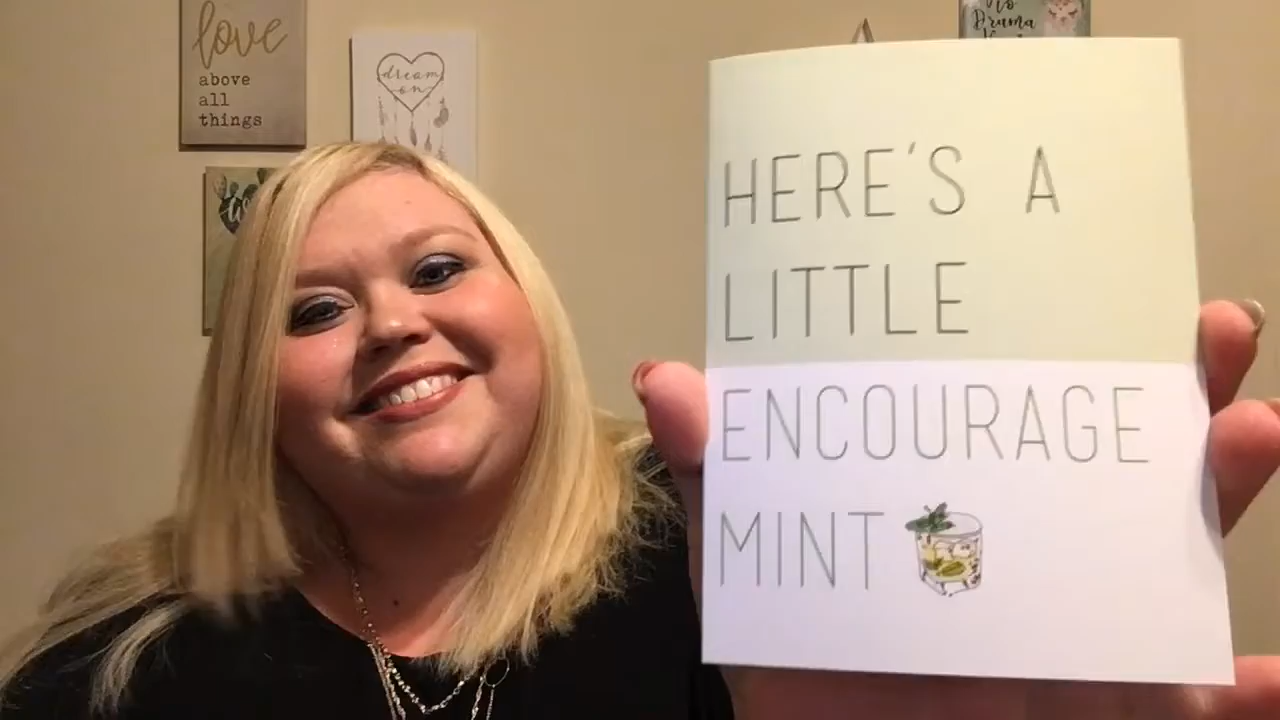 love
above
all
things
dream
on
No
Drama
HERE'S A
LITTLE
ENCOURAGE
MINT